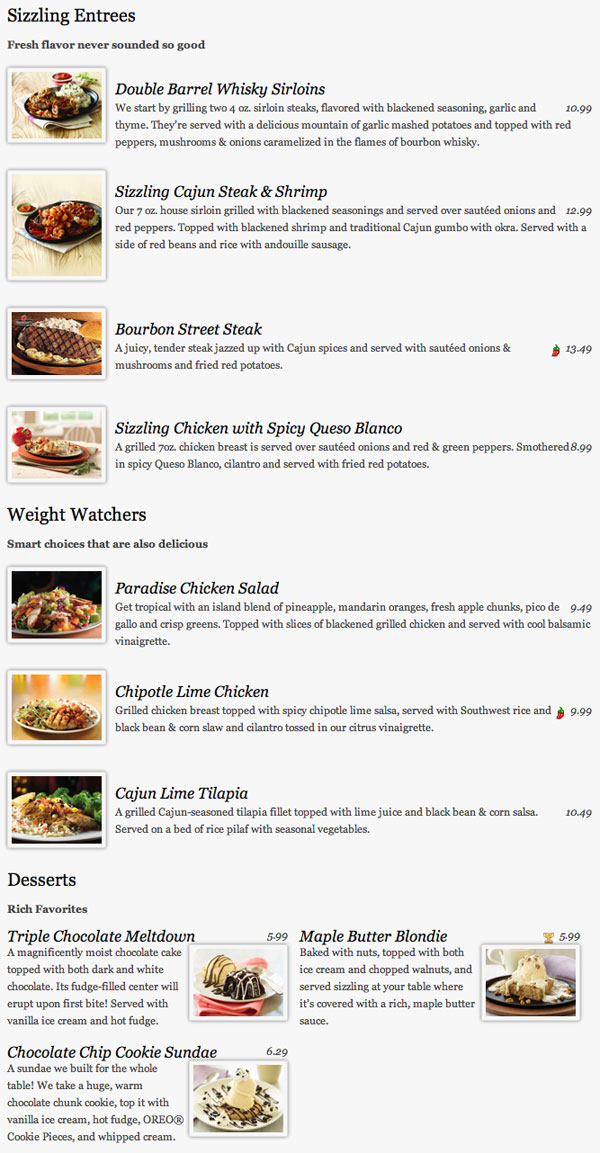 Sizzling Entrees
Fresh flavor never sounded so good
Double Barrel Whisky Sirloins
We start by grilling two 4 oz. sirloin steaks, flavored with blackened seasoning, garlic and 10.99
thyme. They're served with a delicious mountain of garlic mashed potatoes and topped with red
peppers, mushrooms & onions caramelized in the flames of bourbon whisky.
Sizzling Cajun Steak & Shrimp
Our 7 oz. house sirloin grilled with blackened seasonings and served over sautéed onions and 12.99
red peppers. Topped with blackened shrimp and traditional Cajun gumbo with okra. Served with a
side of red beans and rice with andouille sausage.
Bourbon Street Steak
A juicy, tender steak jazzed up with Cajun spices and served with sautéed onions & 13.49
mushrooms and fried red potatoes.
Sizzling Chicken with Spicy Queso Blanco
A grilled 7oz. chicken breast is served over sautéed onions and red & green peppers. Smothered 8.99
in spicy Queso Blanco, cilantro and served with fried red potatoes.
Weight Watchers
Smart choices that are also delicious
Paradise Chicken Salad
Get tropical with an island blend of pineapple, mandarin oranges, fresh apple chunks, pico de 9.49
gallo and crisp greens. Topped with slices of blackened grilled chicken and served with cool balsamic
vinaigrette.
Chipotle Lime Chicken
Grilled chicken breast topped with spicy chipotle lime salsa, served with Southwest rice and 9.99
black bean & corn slaw and cilantro tossed in our citrus vinaigrette.
Cajun Lime Tilapia
A grilled Cajun-seasoned tilapia fillet topped with lime juice and black bean & corn salsa. 10.49
Served on a bed of rice pilaf with seasonal vegetables.
Desserts
Rich Favorites
Triple Chocolate Meltdown 5.99
A magnificently moist chocolate cake
topped with both dark and white
chocolate. Its fudge-filled center will
erupt upon first bite! Served with
vanilla ice cream and hot fudge.
Maple Butter Blondie 5.99
Baked with nuts, topped with both
ice cream and chopped walnuts, and
served sizzling at your table where
it's covered with a rich, maple butter
sauce.
Chocolate Chip Cookie Sundae 6.29
A sundae we built for the whole
table! We take a huge, warm
chocolate chunk cookie, top it with
vanilla ice cream, hot fudge, OREO®
Cookie Pieces, and whipped cream.